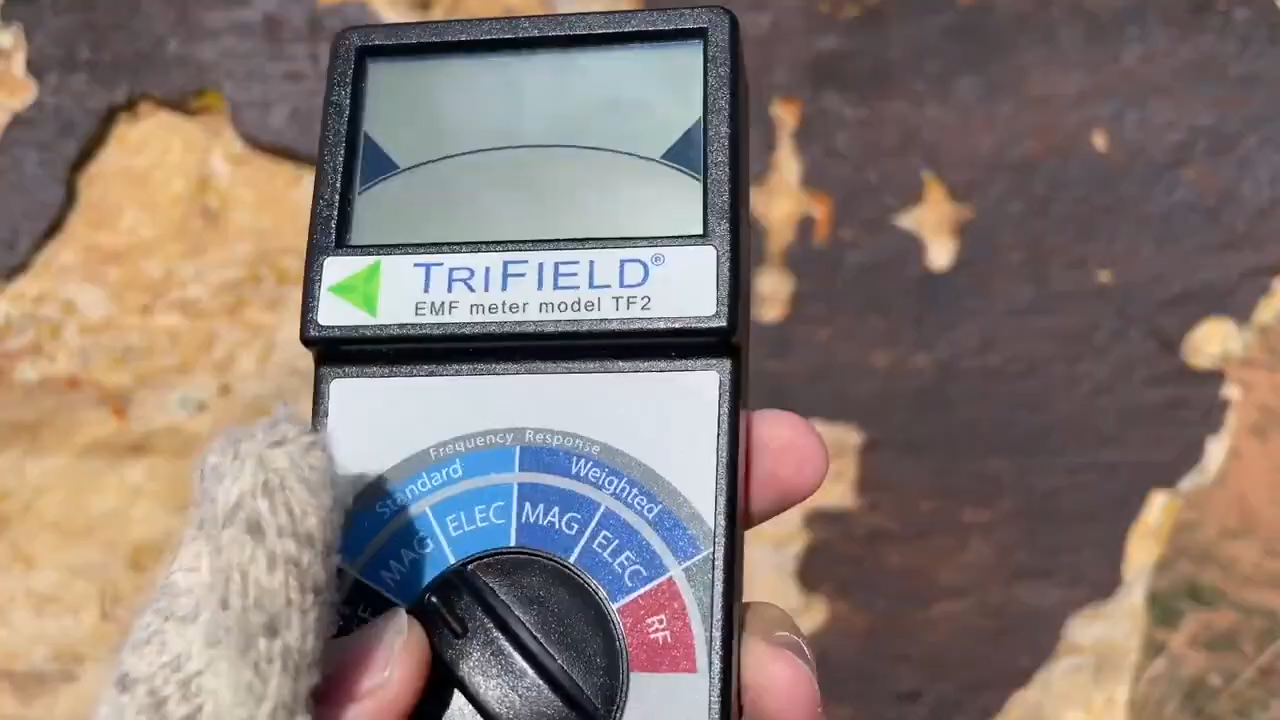 TRIFIELD®
EMF meter model TF2
Frequency Response
Standard
Weighted
MAG
ELEC
MAG
ELEC
RF